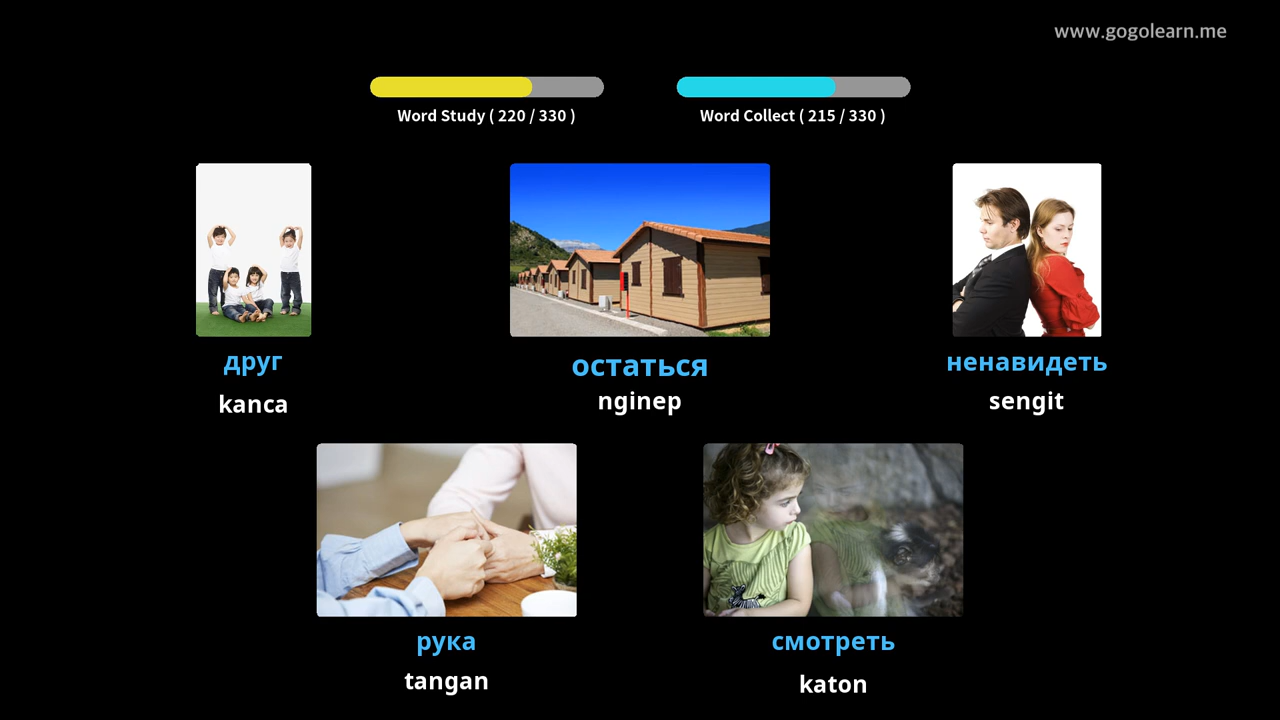 www.gogolearn.me
Word Study ( 220 / 330 )
Word Collect ( 215 / 330 )
друг
kanca
остаться
nginep
ненавидеть
sengit
рука
tangan
смотреть
katon